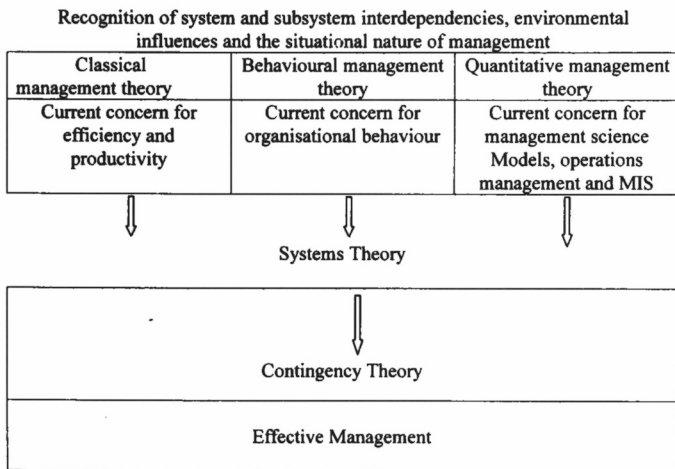 Recognition of system and subsystem interdependencies, environmental
influences and the situational nature of management
Classical
management theory
Behavioural management
theory
Quantitative management
theory
Current concern for
efficiency and
productivity
Current concern for
organisational behaviour
Current concern for
management science
Models, operations
management and MIS
Systems Theory
Contingency Theory
Effective Management